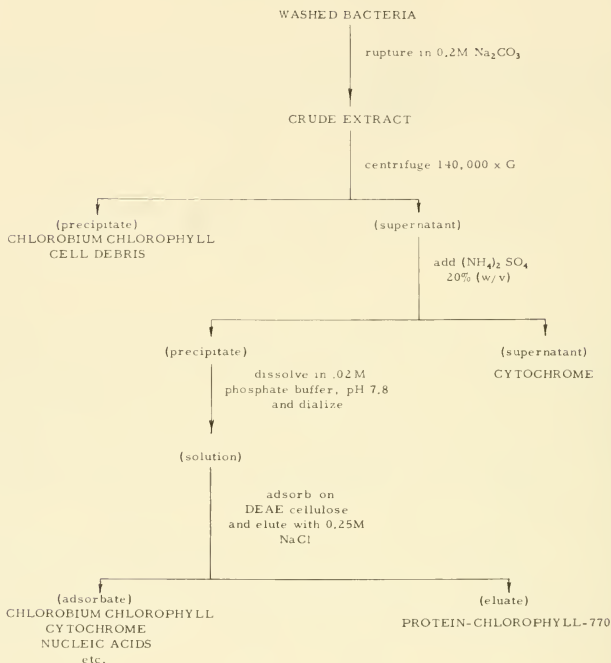 WASHED BACTERIA
rupture in 0.2M Na₂CO₃
CRUDE EXTRACT
centrifuge 140,000 x G
(precipitate)
CHLOROBIUM CHLOROPHYLL
CELL DEBRIS
(supernatant)
add (NH₄)₂ SO₄
20% (w/v)
(precipitate)
dissolve in .02M
phosphate buffer, pH 7.8
and dialize
(supernatant)
CYTOCHROME
(solution)
adsorb on
DEAE cellulose
and elute with 0.25M
NaCl
(adsorbate)
CHLOROBIUM CHLOROPHYLL
CYTOCHROME
NUCLEIC ACIDS
etc.
(eluate)
PROTEIN-CHLOROPHYLL-770